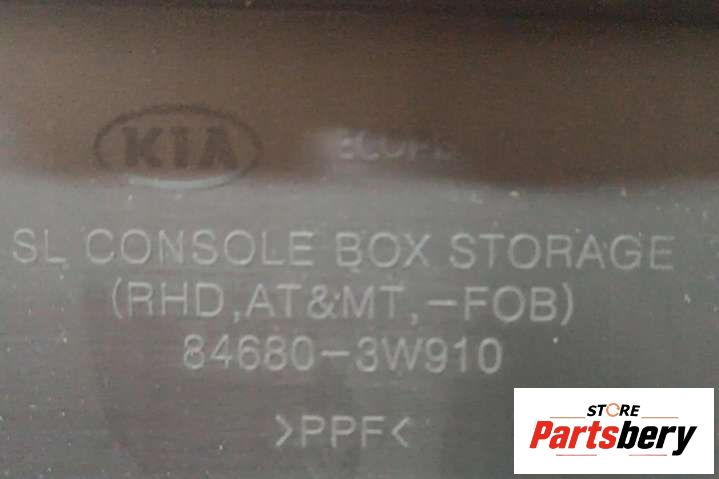 KIA
SL CONSOLE BOX STORAGE
(RHD,AT&MT,-FOB)
84680-3W910
>PPF<
STORE
Partsbery